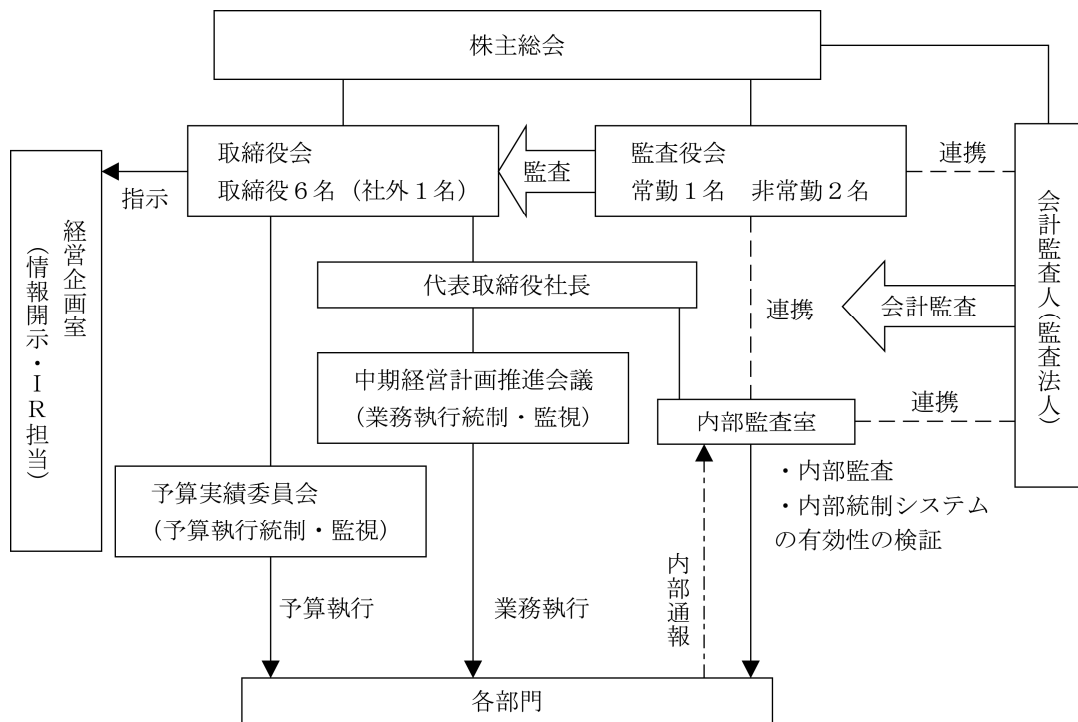 株主総会
取締役会
取締役6名（社外1名）
監査
監査役会
常勤1名　非常勤2名
連携
指示
経営企画室
（情報開示・IR担当）
会計監査人（監査法人）
代表取締役社長
連携
会計監査
中期経営計画推進会議
（業務執行統制・監視）
連携
内部監査室
・内部監査
・内部統制システム
の有効性の検証
予算実績委員会
（予算執行統制・監視）
内部通報
予算執行
業務執行
各部門